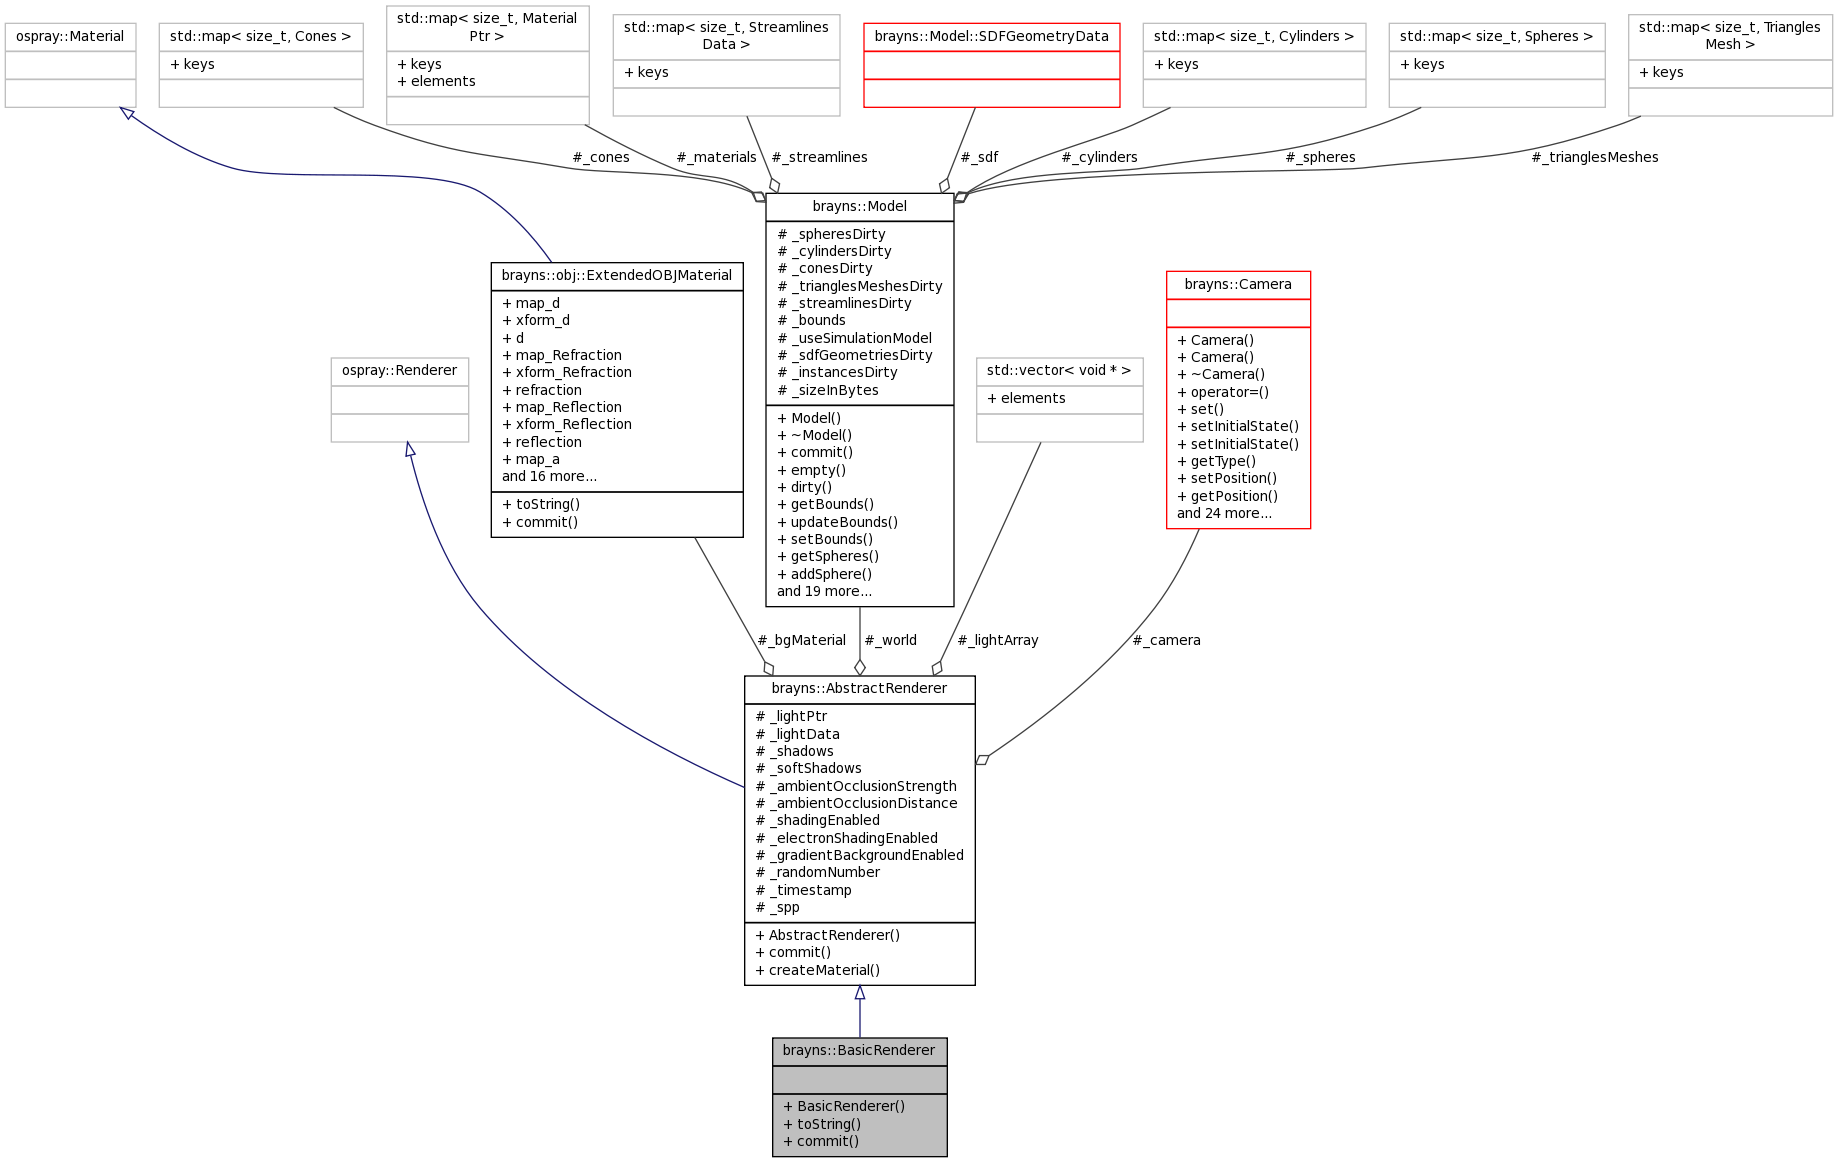 ospray::Material
std::map< size_t, Cones >
+ keys
std::map< size_t, Material
Ptr >
+ keys
+ elements
std::map< size_t, Streamlines
Data >
+ keys
brayns::Model::SDFGeometryData
std::map< size_t, Cylinders >
+ keys
std::map< size_t, Spheres >
+ keys
std::map< size_t, Triangles
Mesh >
+ keys
#_cones
#_materials
#_streamlines
#_sdf
#_cylinders
#_spheres
#_trianglesMeshes
brayns::Model
# _spheresDirty
# _cylindersDirty
# _conesDirty
# _trianglesMeshesDirty
# _streamlinesDirty
# _bounds
# _useSimulationModel
# _sdfGeometriesDirty
# _instancesDirty
# _sizeInBytes
+ Model()
+ ~Model()
+ commit()
+ empty()
+ dirty()
+ getBounds()
+ updateBounds()
+ setBounds()
+ getSpheres()
+ addSphere()
and 19 more...
brayns::obj::ExtendedOBJMaterial
+ map_d
+ xform_d
+ d
+ map_Refraction
+ xform_Refraction
+ refraction
+ map_Reflection
+ xform_Reflection
+ reflection
+ map_a
and 16 more...
+ toString()
+ commit()
brayns::Camera
+ Camera()
+ Camera()
+ ~Camera()
+ operator=()
+ set()
+ setInitialState()
+ setInitialState()
+ getType()
+ setPosition()
+ getPosition()
and 24 more...
ospray::Renderer
std::vector< void * >
+ elements
#_bgMaterial
#_world
#_lightArray
#_camera
brayns::AbstractRenderer
# _lightPtr
# _lightData
# _shadows
# _softShadows
# _ambientOcclusionStrength
# _ambientOcclusionDistance
# _shadingEnabled
# _electronShadingEnabled
# _gradientBackgroundEnabled
# _randomNumber
# _timestamp
# _spp
+ AbstractRenderer()
+ commit()
+ createMaterial()
brayns::BasicRenderer
+ BasicRenderer()
+ toString()
+ commit()